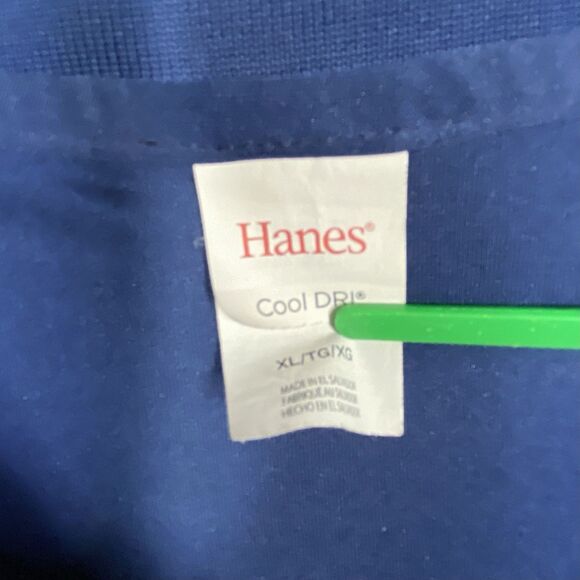 Hanes®
Cool DRI®
XL/TG/XG
MADE IN EL SALVADOR
FABRIQUÉ AU SALVADOR
HECHO EN EL SALVADOR